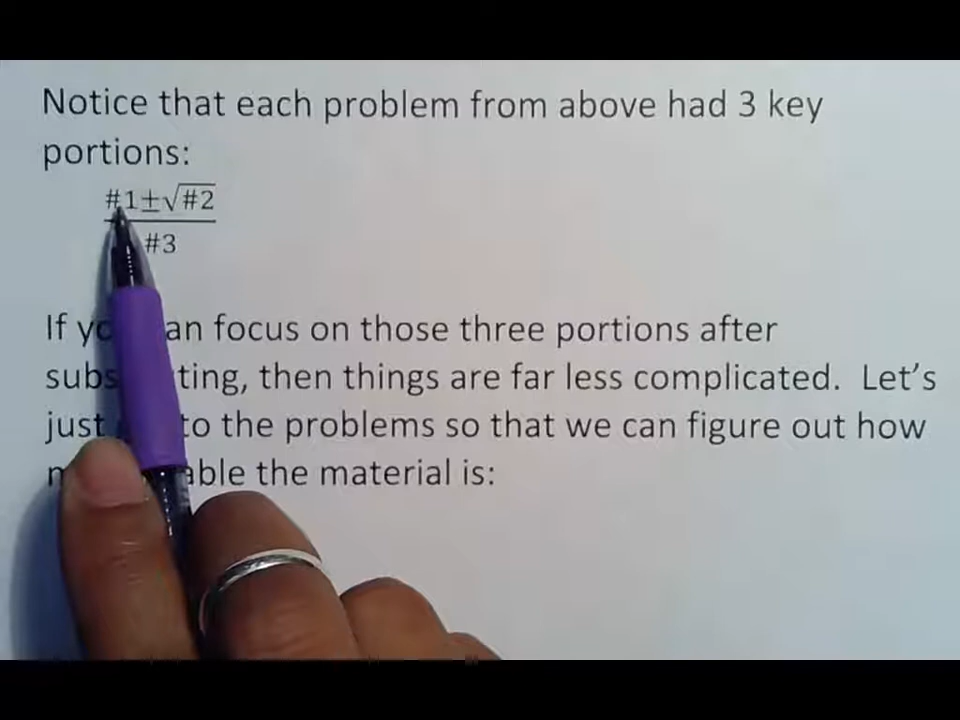 Notice that each problem from above had 3 key
portions:
#1±√#2
#3
If an focus on those three portions after
ting, then things are far less complicated. Let's
just to the problems so that we can figure out how
able the material is: